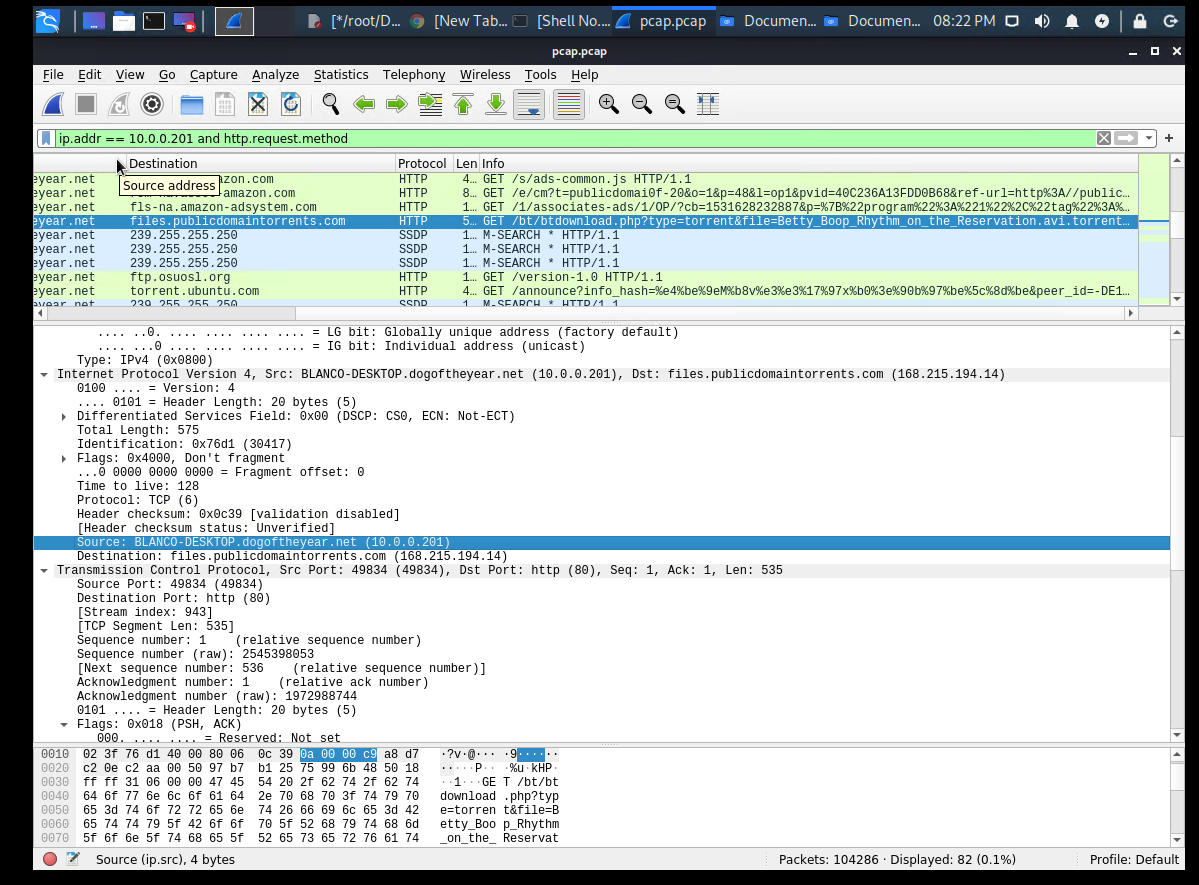 [*/root/D... [New Tab... [Shell No... pcap.pcap Documen... Documen... 08:22 PM
pcap.pcap
File Edit View Go Capture Analyze Statistics Telephony Wireless Tools Help
ip.addr == 10.0.0.201 and http.request.method
Destination Protocol Len Info
eyear.net azon.com HTTP 4… GET /s/ads-common.js HTTP/1.1
Source address
eyear.net amazon.com HTTP 8… GET /e/cm?t=publicdomai0f-20&o=1&p=48&l=op1&pvid=40C236A13FDD0B68&ref-url=http%3A//public…
eyear.net fls-na.amazon-adsystem.com HTTP 1… GET /1/associates-ads/1/OP/?cb=1531628232887&p=%7B%22program%22%3A%221%22%2C%22tag%22%3A%…
eyear.net files.publicdomaintorrents.com HTTP 5… GET /bt/btdownload.php?type=torrent&file=Betty_Boop_Rhythm_on_the_Reservation.avi.torrent…
eyear.net 239.255.255.250 SSDP 1… M-SEARCH * HTTP/1.1
eyear.net 239.255.255.250 SSDP 1… M-SEARCH * HTTP/1.1
eyear.net 239.255.255.250 SSDP 1… M-SEARCH * HTTP/1.1
eyear.net ftp.osuosl.org HTTP 1… GET /version-1.0 HTTP/1.1
eyear.net torrent.ubuntu.com HTTP 4… GET /announce?info_hash=%e4%be%9eM%b8v%e3%e3%17%97x%b0%3e%90b%97%be%5c%8d%be&peer_id=-DE1…
eyear.net 239.255.255.250 SSDP 1… M-SEARCH * HTTP/1.1
.... ..0. .... .... .... .... = LG bit: Globally unique address (factory default)
.... ...0 .... .... .... .... = IG bit: Individual address (unicast)
Type: IPv4 (0x0800)
Internet Protocol Version 4, Src: BLANCO-DESKTOP.dogoftheyear.net (10.0.0.201), Dst: files.publicdomaintorrents.com (168.215.194.14)
0100 .... = Version: 4
.... 0101 = Header Length: 20 bytes (5)
Differentiated Services Field: 0x00 (DSCP: CS0, ECN: Not-ECT)
Total Length: 575
Identification: 0x76d1 (30417)
Flags: 0x4000, Don't fragment
...0 0000 0000 0000 = Fragment offset: 0
Time to live: 128
Protocol: TCP (6)
Header checksum: 0x0c39 [validation disabled]
[Header checksum status: Unverified]
Source: BLANCO-DESKTOP.dogoftheyear.net (10.0.0.201)
Destination: files.publicdomaintorrents.com (168.215.194.14)
Transmission Control Protocol, Src Port: 49834 (49834), Dst Port: http (80), Seq: 1, Ack: 1, Len: 535
Source Port: 49834 (49834)
Destination Port: http (80)
[Stream index: 943]
[TCP Segment Len: 535]
Sequence number: 1 (relative sequence number)
Sequence number (raw): 2545398053
[Next sequence number: 536 (relative sequence number)]
Acknowledgment number: 1 (relative ack number)
Acknowledgment number (raw): 1972988744
0101 .... = Header Length: 20 bytes (5)
Flags: 0x018 (PSH, ACK)
000. .... .... = Reserved: Not set
0010 02 3f 76 d1 40 00 80 06 0c 39 0a 00 00 c9 a8 d7 ·?v·@··· ·9······
0020 c2 0e c2 aa 00 50 97 b7 b1 25 75 99 6b 48 50 18 ·····P·· ·%u·kHP·
0030 ff ff 31 06 00 00 47 45 54 20 2f 62 74 2f 62 74 ··1···GE T /bt/bt
0040 64 6f 77 6e 6c 6f 61 64 2e 70 68 70 3f 74 79 70 download .php?typ
0050 65 3d 74 6f 72 72 65 6e 74 26 66 69 6c 65 3d 42 e=torren t&file=B
0060 65 74 74 79 5f 42 6f 6f 70 5f 52 68 79 74 68 6d etty_Boo p_Rhythm
0070 5f 6f 6e 5f 74 68 65 5f 52 65 73 65 72 76 61 74 _on_the_ Reservat
Source (ip.src), 4 bytes Packets: 104286 · Displayed: 82 (0.1%) Profile: Default